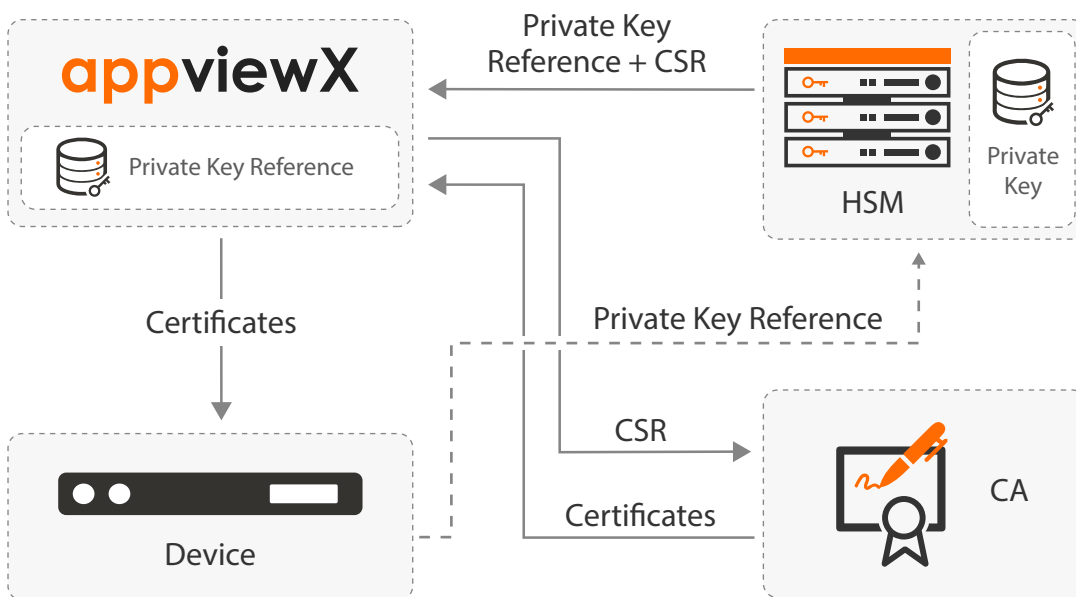 appviewX
Private Key Reference
Private Key
Reference + CSR
HSM
Private
Key
Certificates
Private Key Reference
CSR
Certificates
Device
CA